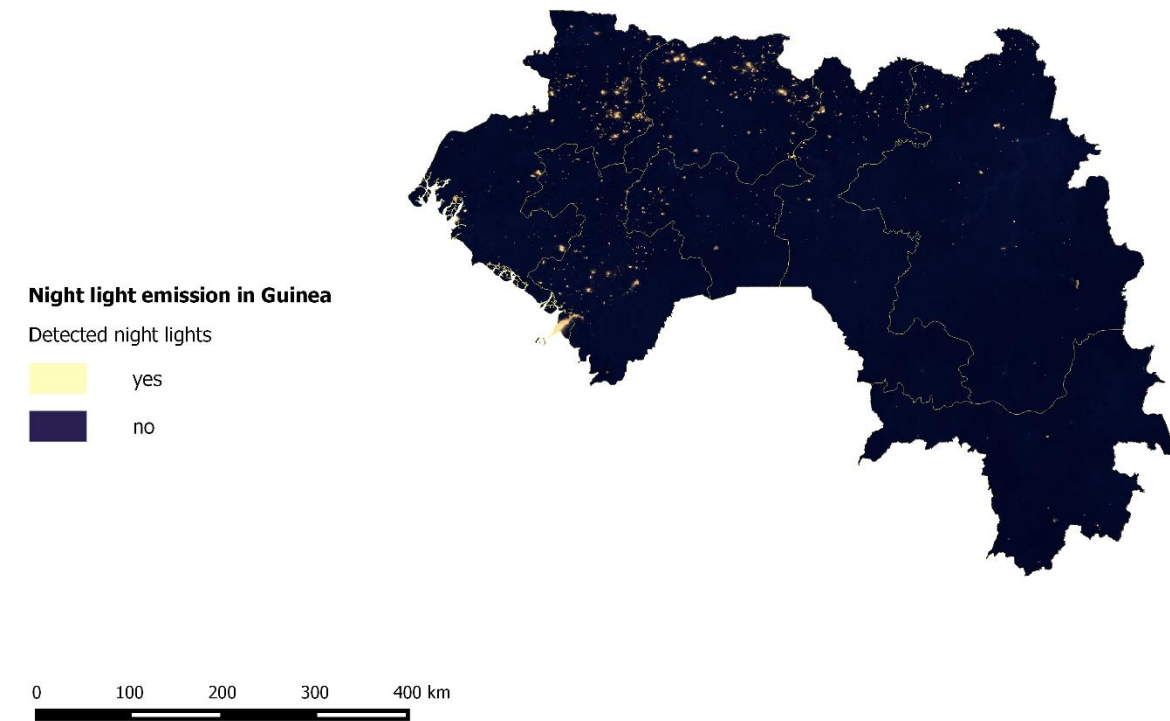 Night light emission in Guinea
Detected night lights
yes
no
0 100 200 300 400 km